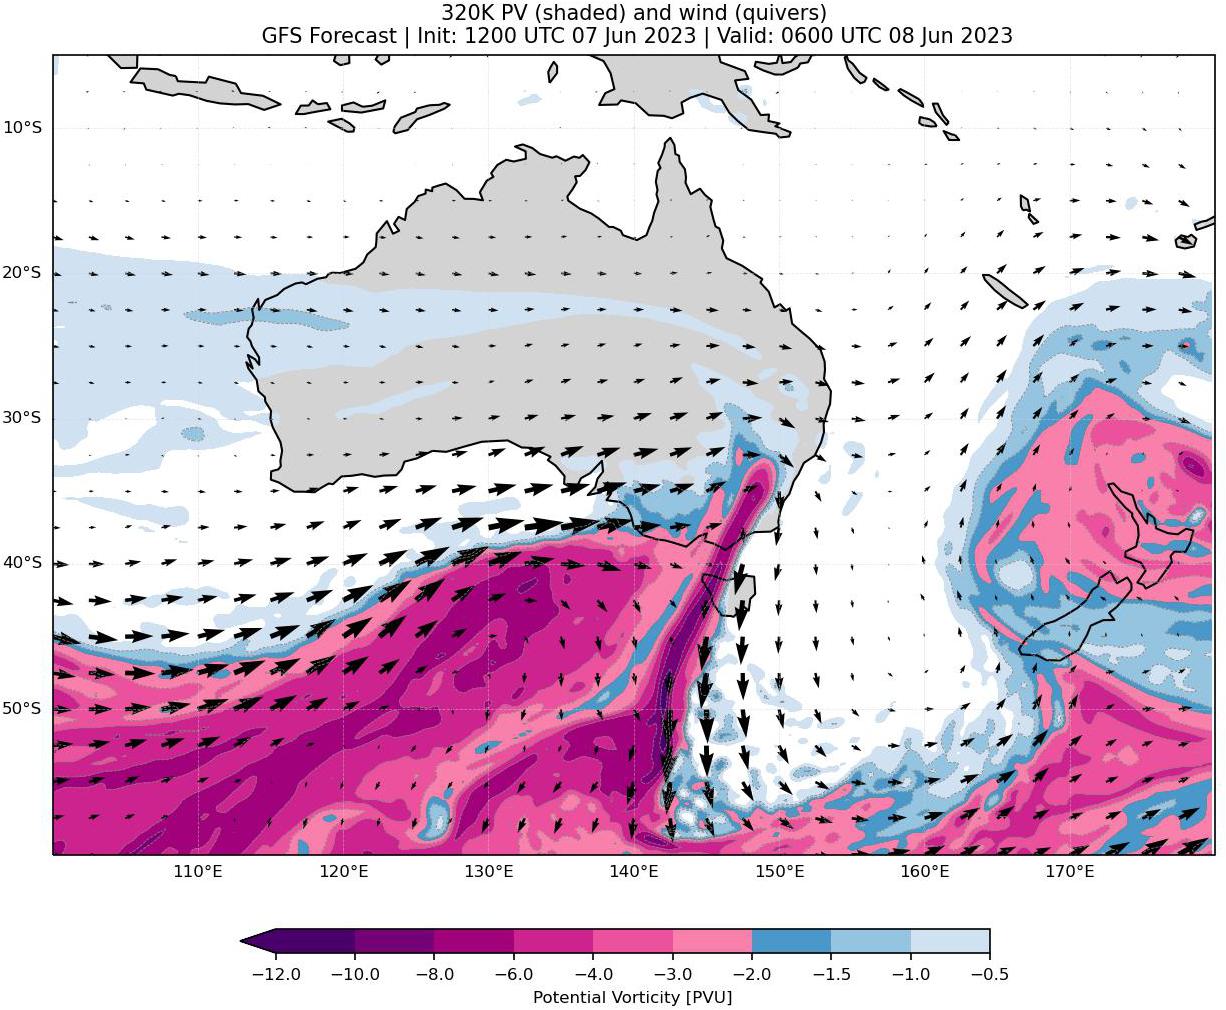 320K PV (shaded) and wind (quivers)
GFS Forecast | Init: 1200 UTC 07 Jun 2023 | Valid: 0600 UTC 08 Jun 2023
10°S
20°S
30°S
40°S
50°S
110°E 120°E 130°E 140°E 150°E 160°E 170°E
−12.0 −10.0 −8.0 −6.0 −4.0 −3.0 −2.0 −1.5 −1.0 −0.5
Potential Vorticity [PVU]